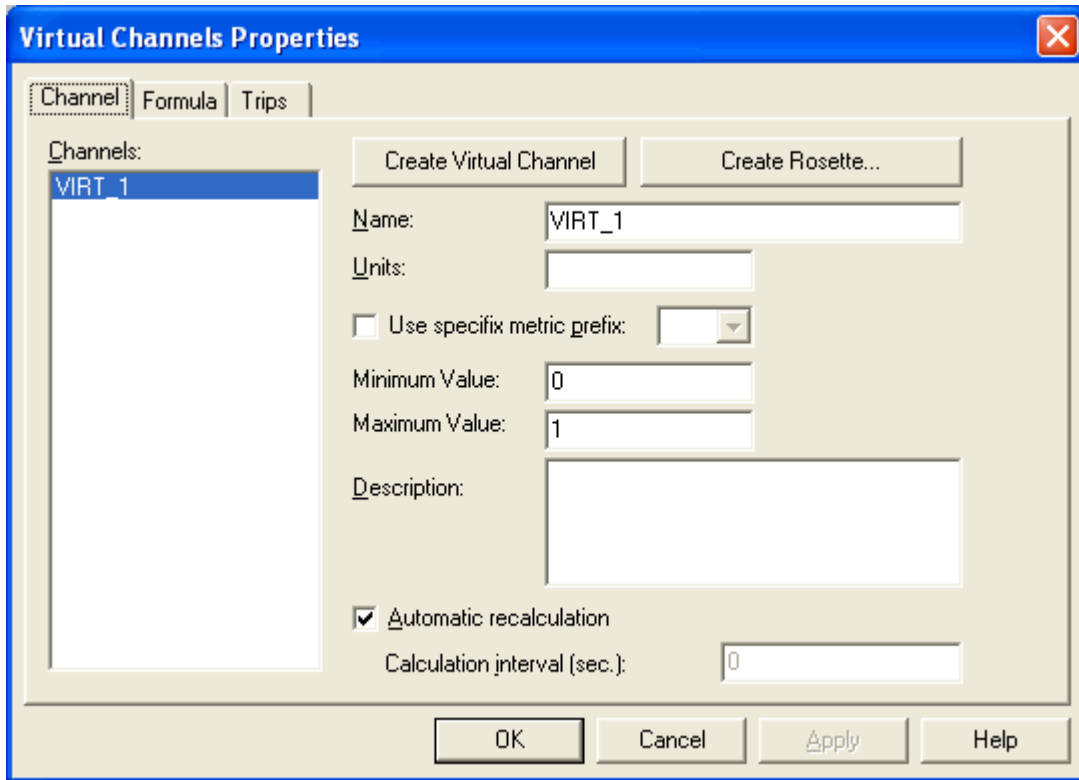 Virtual Channels Properties
Channel Formula Trips
Channels:
VIRT_1
Create Virtual Channel Create Rosette...
Name: VIRT_1
Units:
Use specifix metric prefix:
Minimum Value: 0
Maximum Value: 1
Description:
Automatic recalculation
Calculation interval (sec.): 0
OK Cancel Apply Help